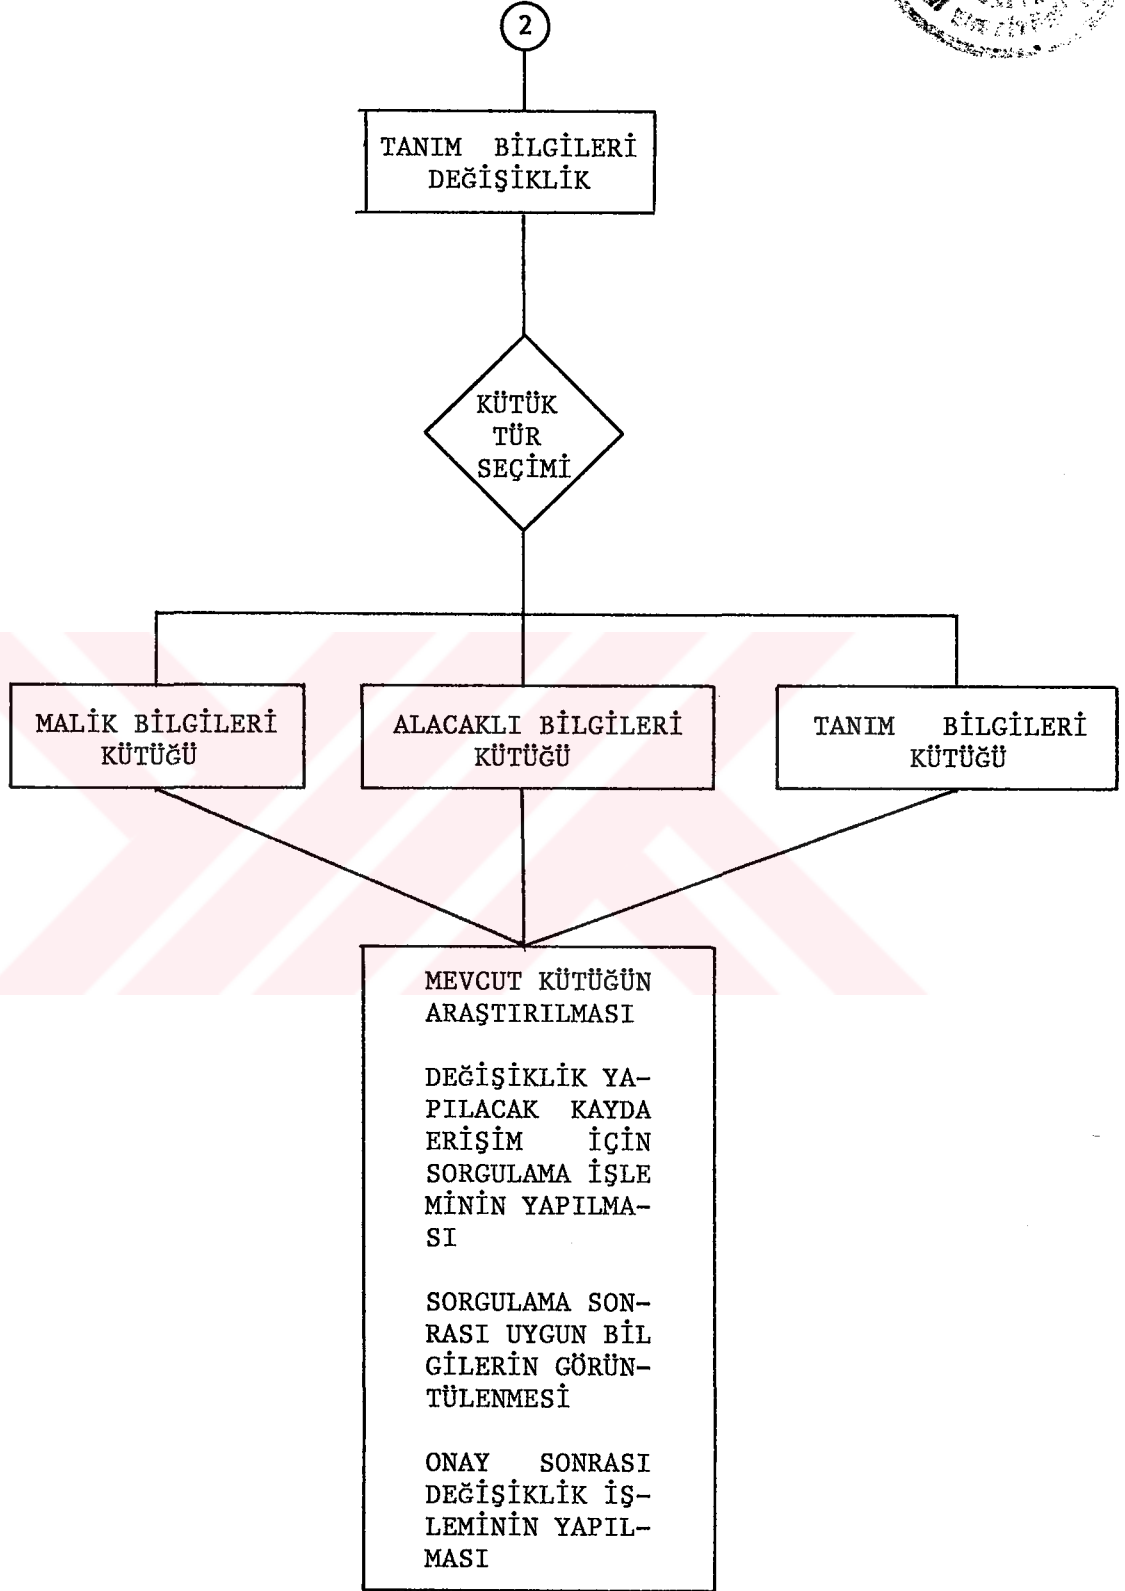 2
TANIM BİLGİLERİ
DEĞİŞİKLİK
KÜTÜK
TÜR
SEÇİMİ
MALİK BİLGİLERİ
KÜTÜĞÜ
ALACAKLI BİLGİLERİ
KÜTÜĞÜ
TANIM BİLGİLERİ
KÜTÜĞÜ
MEVCUT KÜTÜĞÜN
ARAŞTIRILMASI
DEĞİŞİKLİK YA-
PILACAK KAYDA
ERİŞİM İÇİN
SORGULAMA İŞLE
MİNİN YAPILMA-
SI
SORGULAMA SON-
RASI UYGUN BİL
GİLERİN GÖRÜN-
TÜLENMESİ
ONAY SONRASI
DEĞİŞİKLİK İŞ-
LEMİNİN YAPIL-
MASI